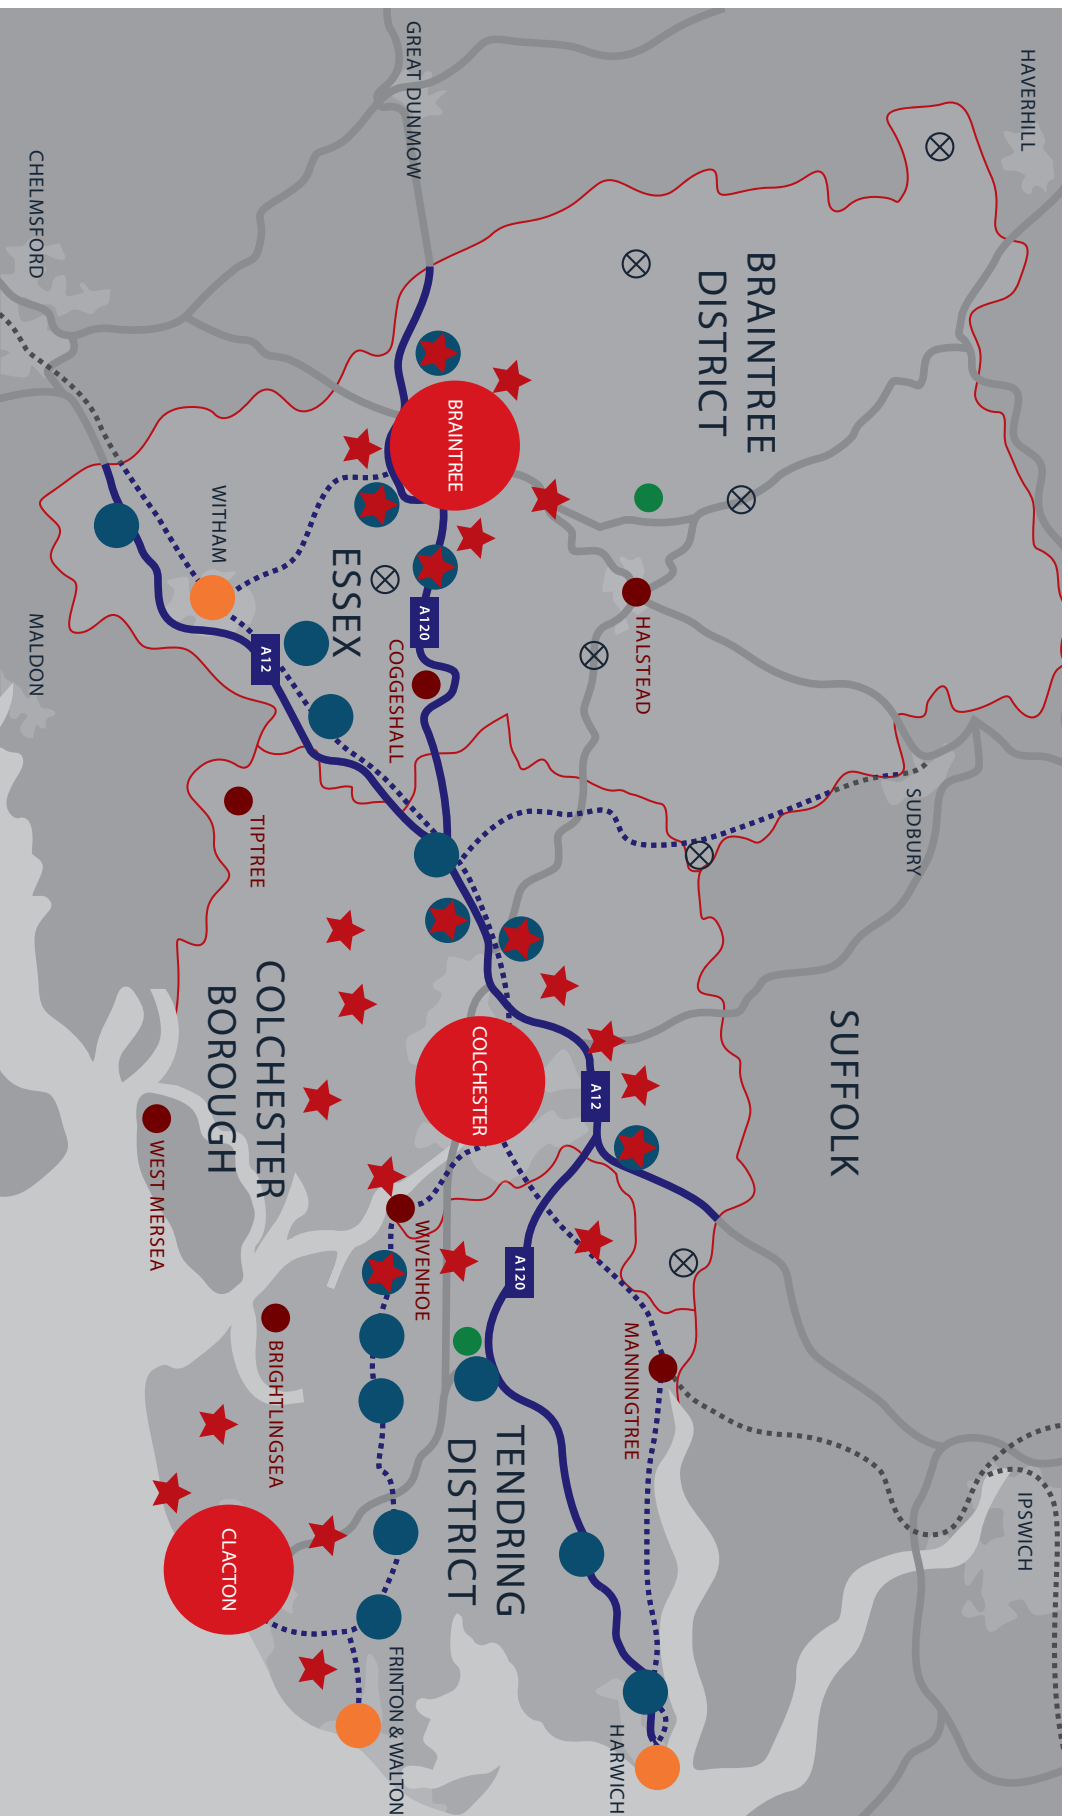 HAVERHILL
GREAT DUNMOW
CHELMSFORD
BRAINTREE
DISTRICT
BRAINTREE
WITHAM
ESSEX
A120
A12
COGGESHALL
HALSTEAD
MALDON
SUDBURY
TIPTREE
COLCHESTER
BOROUGH
SUFFOLK
COLCHESTER
A12
WEST MERSEA
WIVENHOE
A120
MANNINGTREE
BRIGHTLINGSEA
TENDRING
DISTRICT
IPSWICH
CLACTON
FRINTON & WALTON
HARWICH